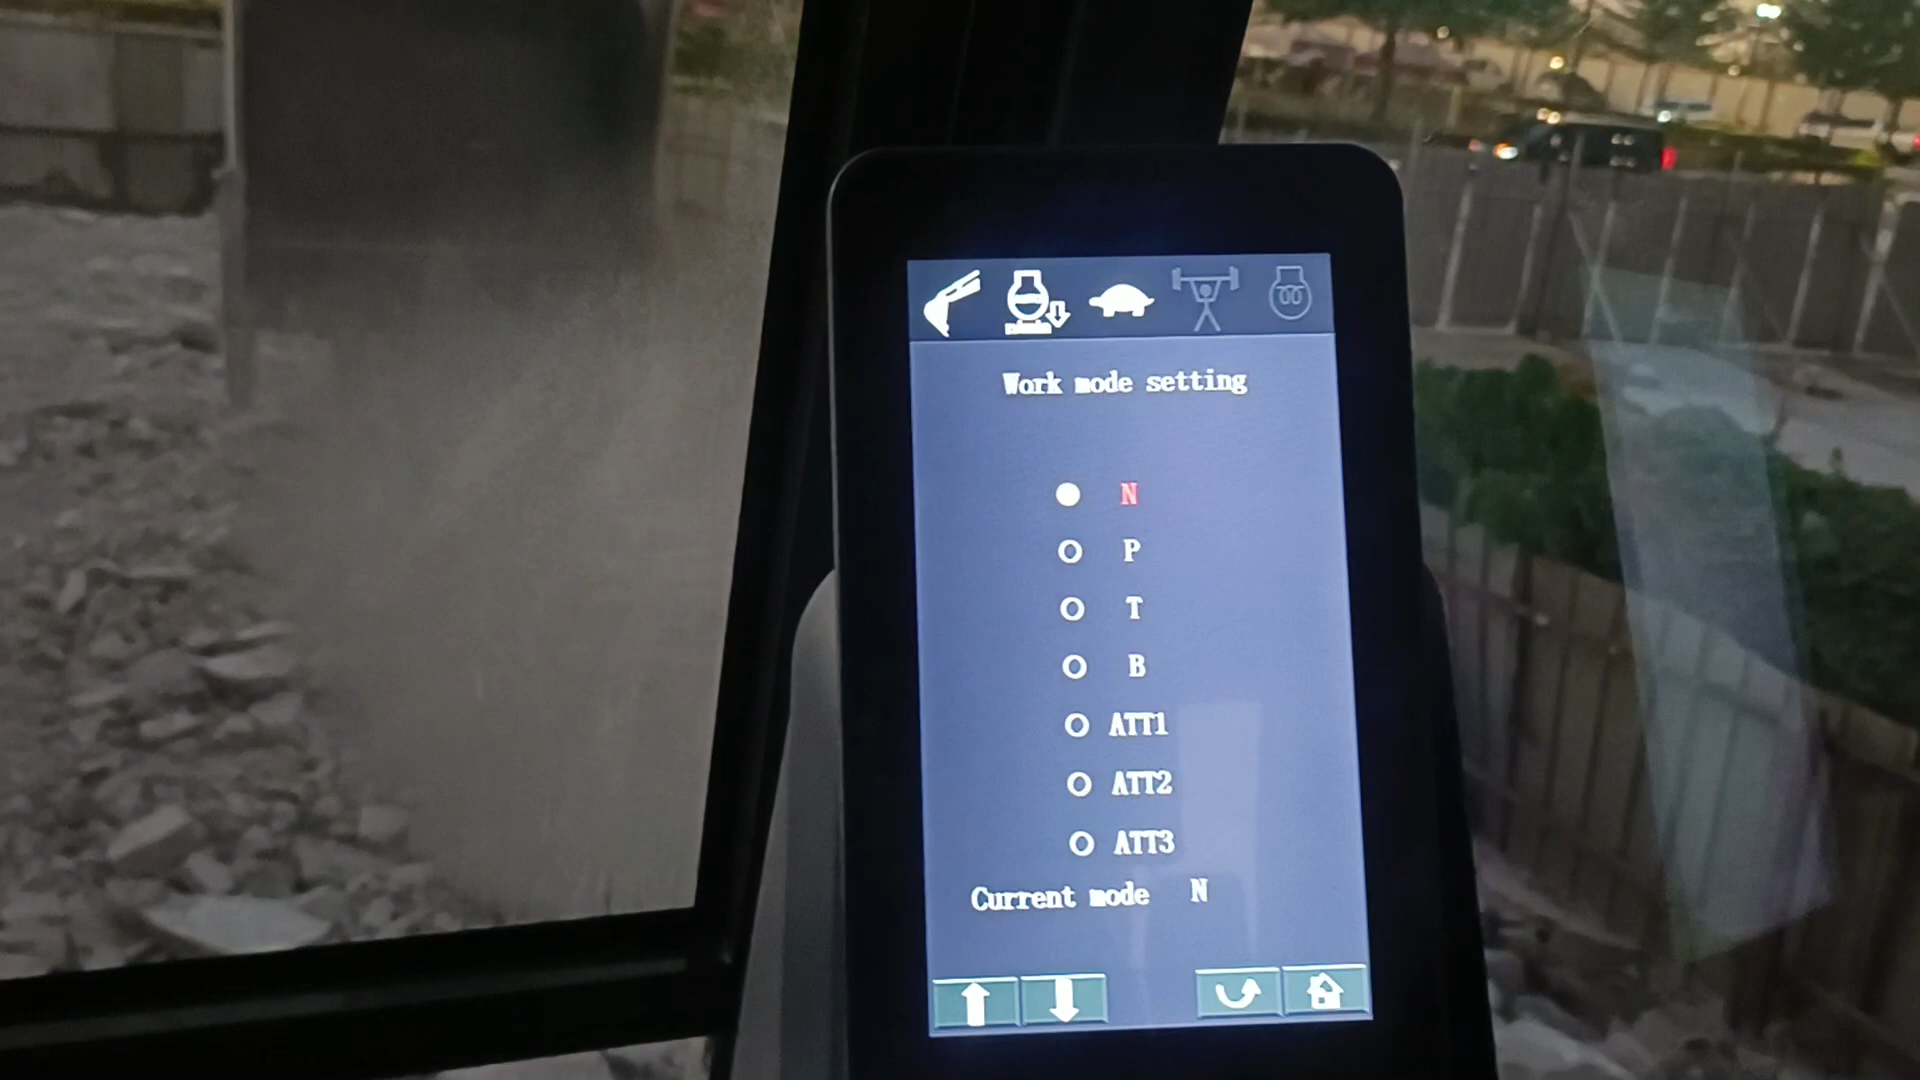 Work mode setting
N
P
T
B
ATT1
ATT2
ATT3
Current mode N